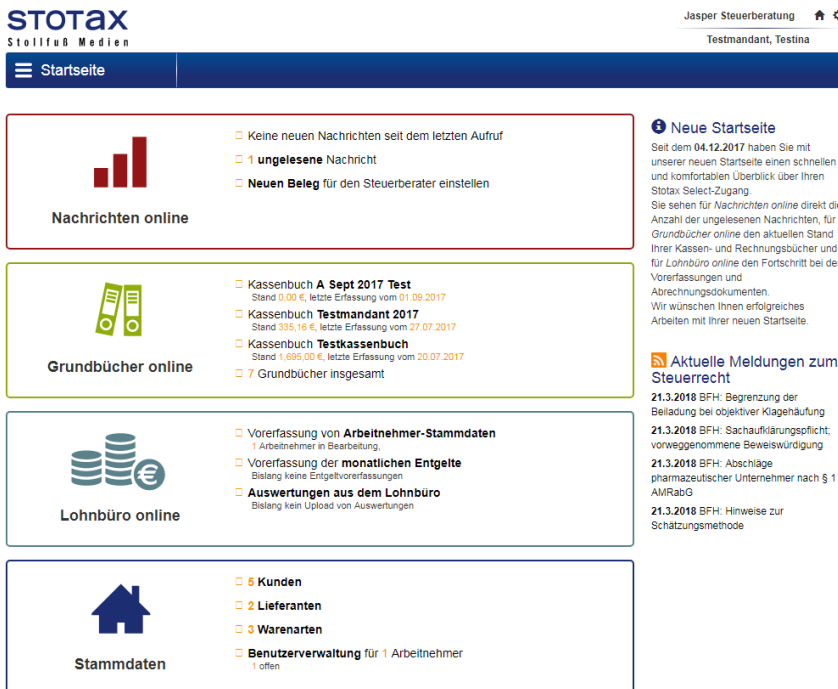 STOTAX
Stollfuß Medien
Jasper Steuerberatung
Testmandant, Testina
Startseite
Keine neuen Nachrichten seit dem letzten Aufruf
1 ungelesene Nachricht
Neuen Beleg für den Steuerberater einstellen
Nachrichten online
Kassenbuch A Sept 2017 Test
Stand 0,00 €, letzte Erfassung vom 01.09.2017
Kassenbuch Testmandant 2017
Stand 335,16 €, letzte Erfassung vom 27.07.2017
Kassenbuch Testkassenbuch
Stand 1.695,00 €, letzte Erfassung vom 20.07.2017
7 Grundbücher insgesamt
Grundbücher online
Vorerfassung von Arbeitnehmer-Stammdaten
1 Arbeitnehmer in Bearbeitung,
Vorerfassung der monatlichen Entgelte
Bislang keine Entgeltvorerfassungen
Auswertungen aus dem Lohnbüro
Bislang kein Upload von Auswertungen
Lohnbüro online
5 Kunden
2 Lieferanten
3 Warenarten
Benutzerverwaltung für 1 Arbeitnehmer
1 offen
Stammdaten
Neue Startseite
Seit dem 04.12.2017 haben Sie mit
unserer neuen Startseite einen schnellen
und komfortablen Überblick über Ihren
Stotax Select-Zugang.
Sie sehen für Nachrichten online direkt die
Anzahl der ungelesenen Nachrichten, für
Grundbücher online den aktuellen Stand
Ihrer Kassen- und Rechnungsbücher und
für Lohnbüro online den Fortschritt bei de
Vorerfassungen und
Abrechnungsdokumenten.
Wir wünschen Ihnen erfolgreiches
Arbeiten mit Ihrer neuen Startseite.
Aktuelle Meldungen zum
Steuerrecht
21.3.2018 BFH: Begrenzung der
Beiladung bei objektiver Klagehäufung
21.3.2018 BFH: Sachaufklärungspflicht;
vorweggenommene Beweiswürdigung
21.3.2018 BFH: Abschläge
pharmazeutischer Unternehmer nach § 1
AMRabG
21.3.2018 BFH: Hinweise zur
Schätzungsmethode